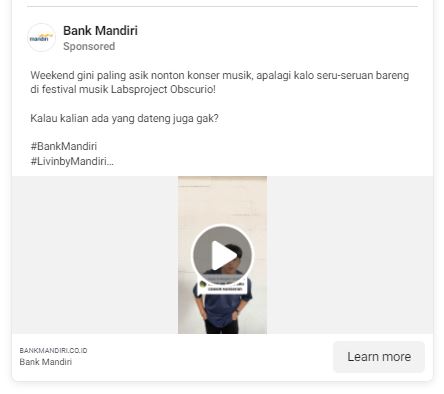 mandiri
Bank Mandiri
Sponsored
Weekend gini paling asik nonton konser musik, apalagi kalo seru-seruan bareng
di festival musik Labsproject Obscurio!
Kalau kalian ada yang dateng juga gak?
#BankMandiri
#LivinbyMandiri...
BANKMANDIRI.CO.ID
Bank Mandiri
Learn more